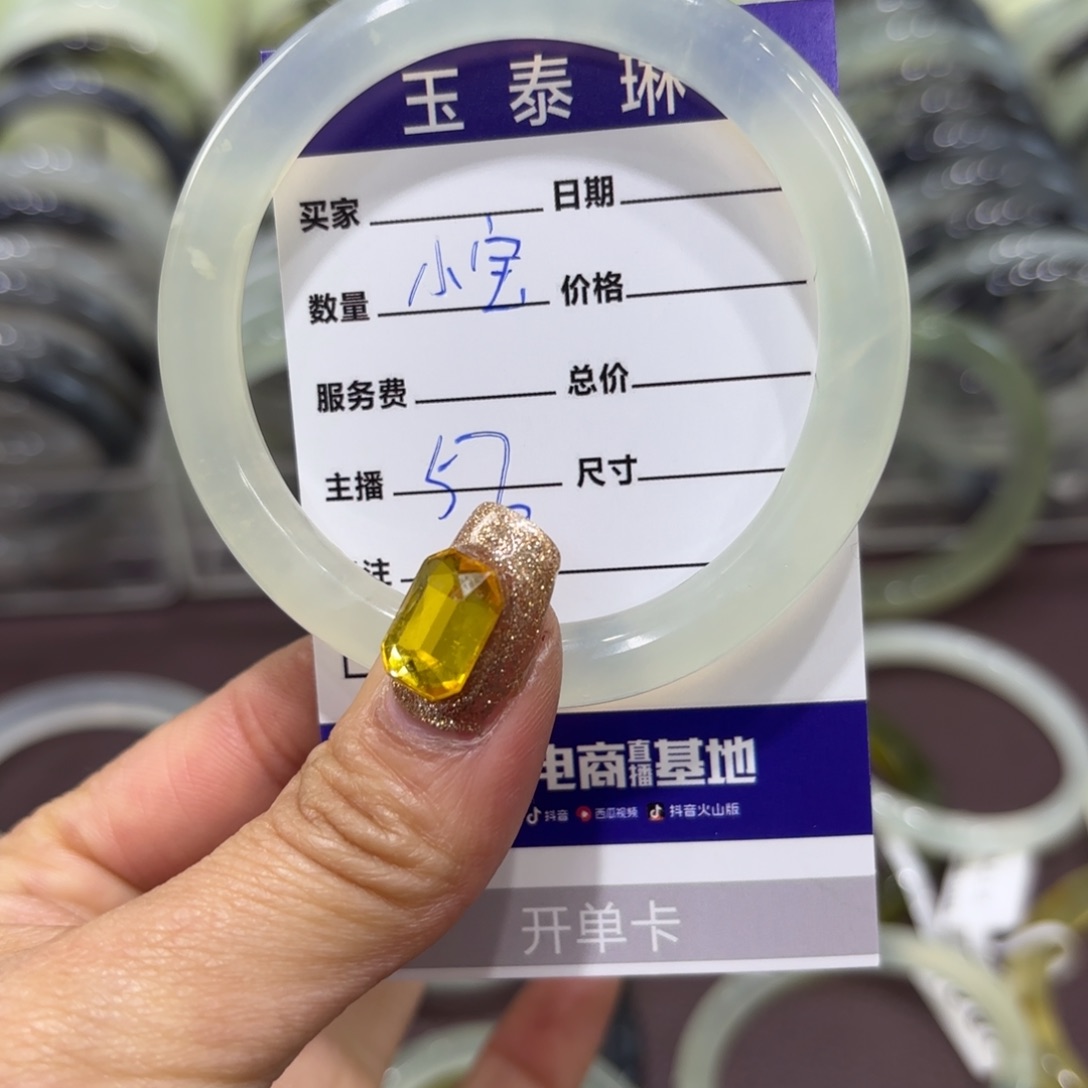 玉泰琳
买家 日期
数量 小宝 价格
服务费 总价
主播 57 尺寸
注
电商直播基地
抖音 西瓜视频 抖音火山版
开单卡